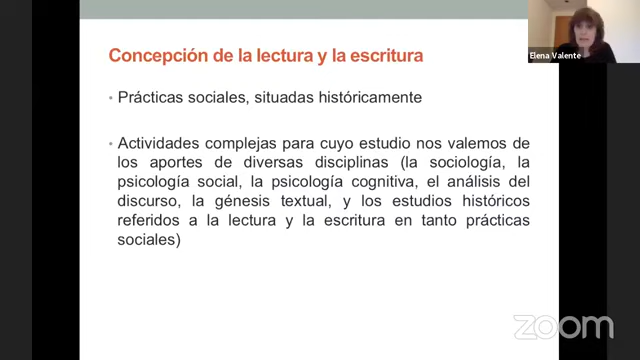 Concepción de la lectura y la escritura
Elena Valente
• Prácticas sociales, situadas históricamente
• Actividades complejas para cuyo estudio nos valemos de
los aportes de diversas disciplinas (la sociología, la
psicología social, la psicología cognitiva, el análisis del
discurso, la génesis textual, y los estudios históricos
referidos a la lectura y la escritura en tanto prácticas
sociales)
zoom